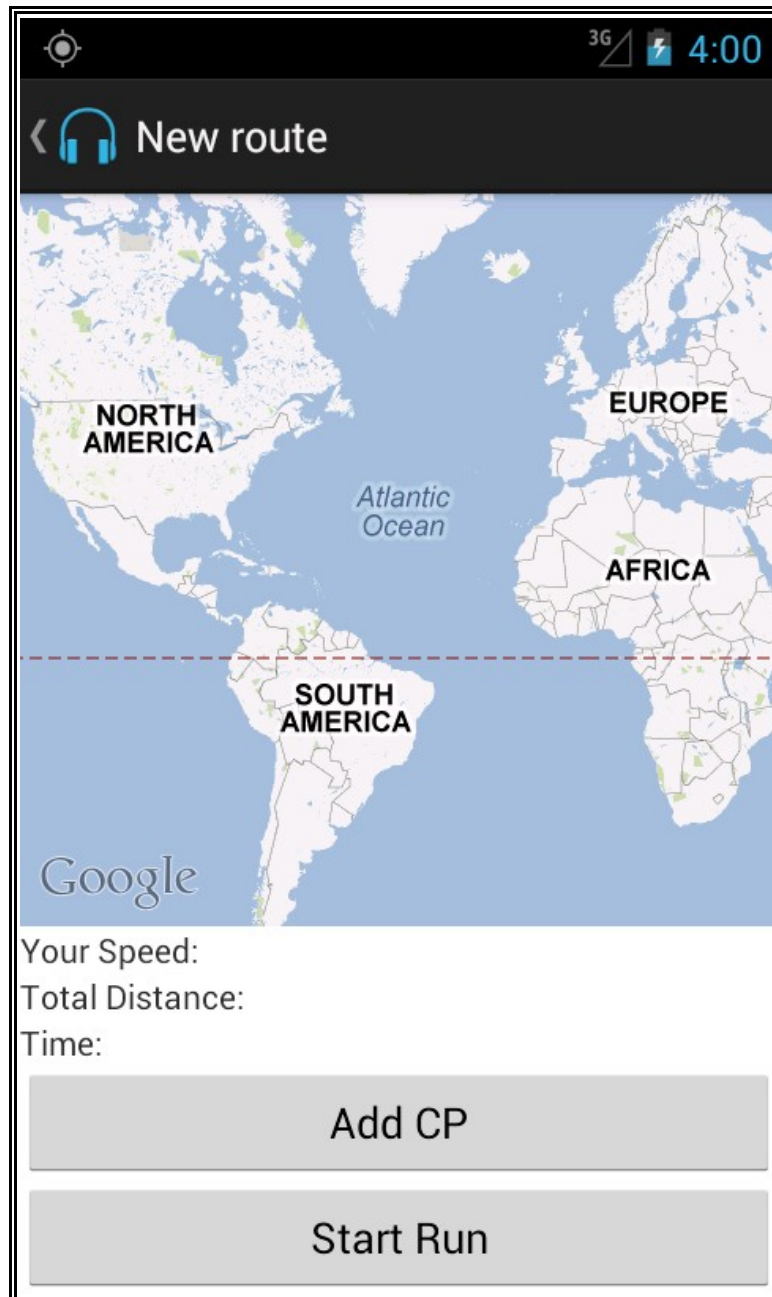 3G 4:00
New route
NORTH
AMERICA
EUROPE
Atlantic
Ocean
AFRICA
SOUTH
AMERICA
Google
Your Speed:
Total Distance:
Time:
Add CP
Start Run